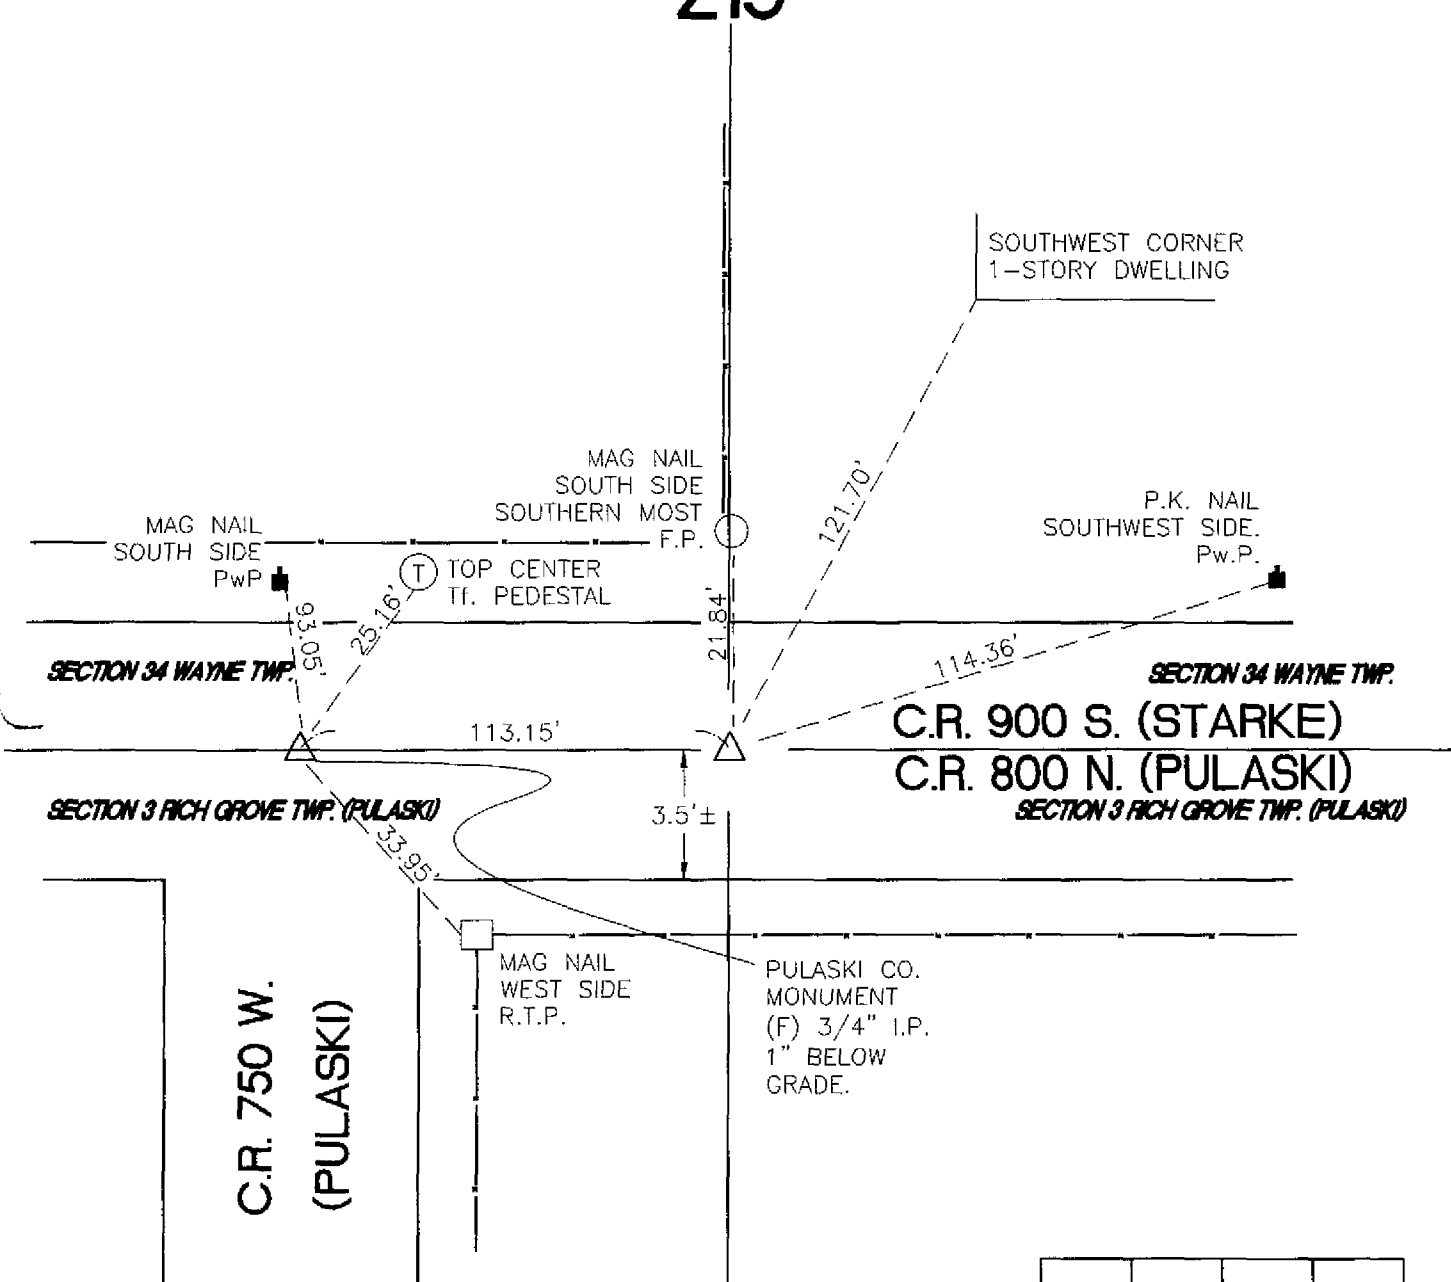 SOUTHWEST CORNER
1-STORY DWELLING
MAG NAIL
SOUTH SIDE
SOUTHERN MOST
F.P.
121.70'
P.K. NAIL
SOUTHWEST SIDE.
Pw.P.
MAG NAIL
SOUTH SIDE
PwP
T
TOP CENTER
Tf. PEDESTAL
93.05'
25.16'
21.84'
114.36'
SECTION 34 WAYNE TWP.
SECTION 34 WAYNE TWP.
113.15'
C.R. 900 S. (STARKE)
C.R. 800 N. (PULASKI)
SECTION 3 RICH GROVE TWP. (PULASKI)
3.5'±
SECTION 3 RICH GROVE TWP. (PULASKI)
33.95'
MAG NAIL
WEST SIDE
R.T.P.
PULASKI CO.
MONUMENT
(F) 3/4" I.P.
1" BELOW
GRADE.
C.R. 750 W.
(PULASKI)